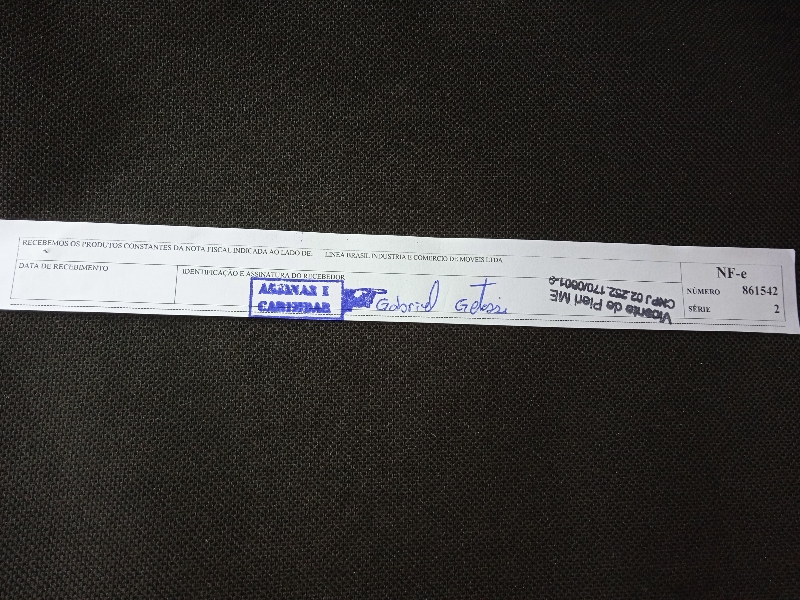 RECEBEMOS OS PRODUTOS CONSTANTES DA NOTA FISCAL INDICADA AO LADO DE: LINEA BRASIL INDUSTRIA E COMERCIO DE MOVEIS LTDA
DATA DE RECEBIMENTO
IDENTIFICAÇÃO E ASSINATURA DO RECEBEDOR
ASSINAR E
CARIMBAR
Gabriel
Vicente de Pieri ME
CNPJ 02.252.170/0001-
NF-e
NÚMERO 861542
SÉRIE 2